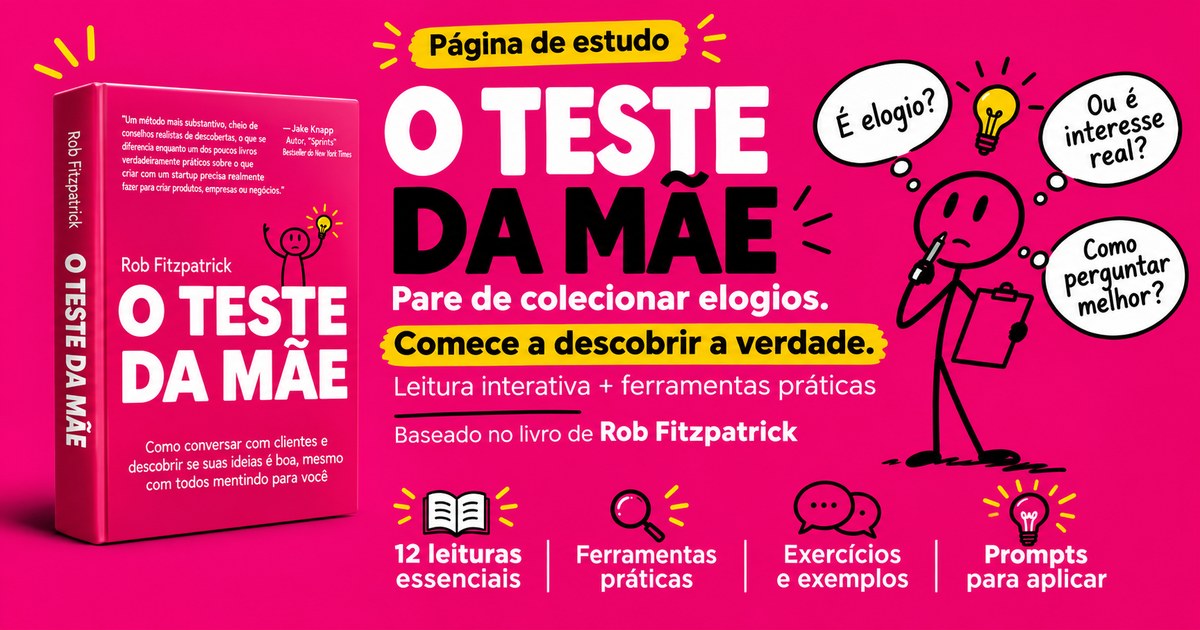 Página de estudo
O TESTE
DA MÃE
Pare de colecionar elogios.
Comece a descobrir a verdade.
Leitura interativa + ferramentas práticas
Baseado no livro de Rob Fitzpatrick
"Um método mais substantivo, cheio de
conselhos realistas de descobertas, o que se
diferencia enquanto um dos poucos livros
verdadeiramente práticos sobre o que
criar com um startup precisa realmente
fazer para criar produtos, empresas ou negócios."
— Jake Knapp
Autor, "Sprints"
Bestseller do New York Times
Rob Fitzpatrick
O TESTE
DA MÃE
Como conversar com clientes e
descobrir se suas ideias é boa, mesmo
com todos mentindo para você
Rob Fitzpatrick O TESTE DA MÃE
É elogio?
Ou é
interesse
real?
Como
perguntar
melhor?
12 leituras
essenciais
Ferramentas
práticas
Exercícios
e exemplos
Prompts
para aplicar